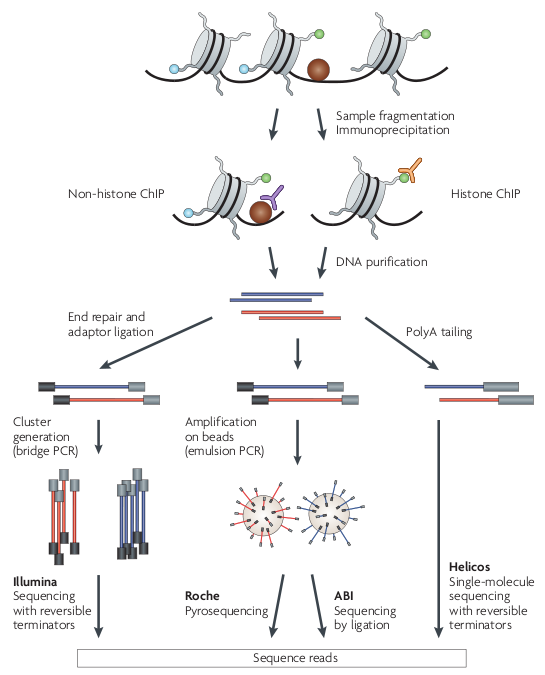 Sample fragmentation
Immunoprecipitation
Non-histone ChIP
Histone ChIP
DNA purification
End repair and
adaptor ligation
PolyA tailing
Cluster
generation
(bridge PCR)
Amplification
on beads
(emulsion PCR)
Illumina
Sequencing
with reversible
terminators
Roche
Pyrosequencing
ABI
Sequencing
by ligation
Helicos
Single-molecule
sequencing
with reversible
terminators
Sequence reads